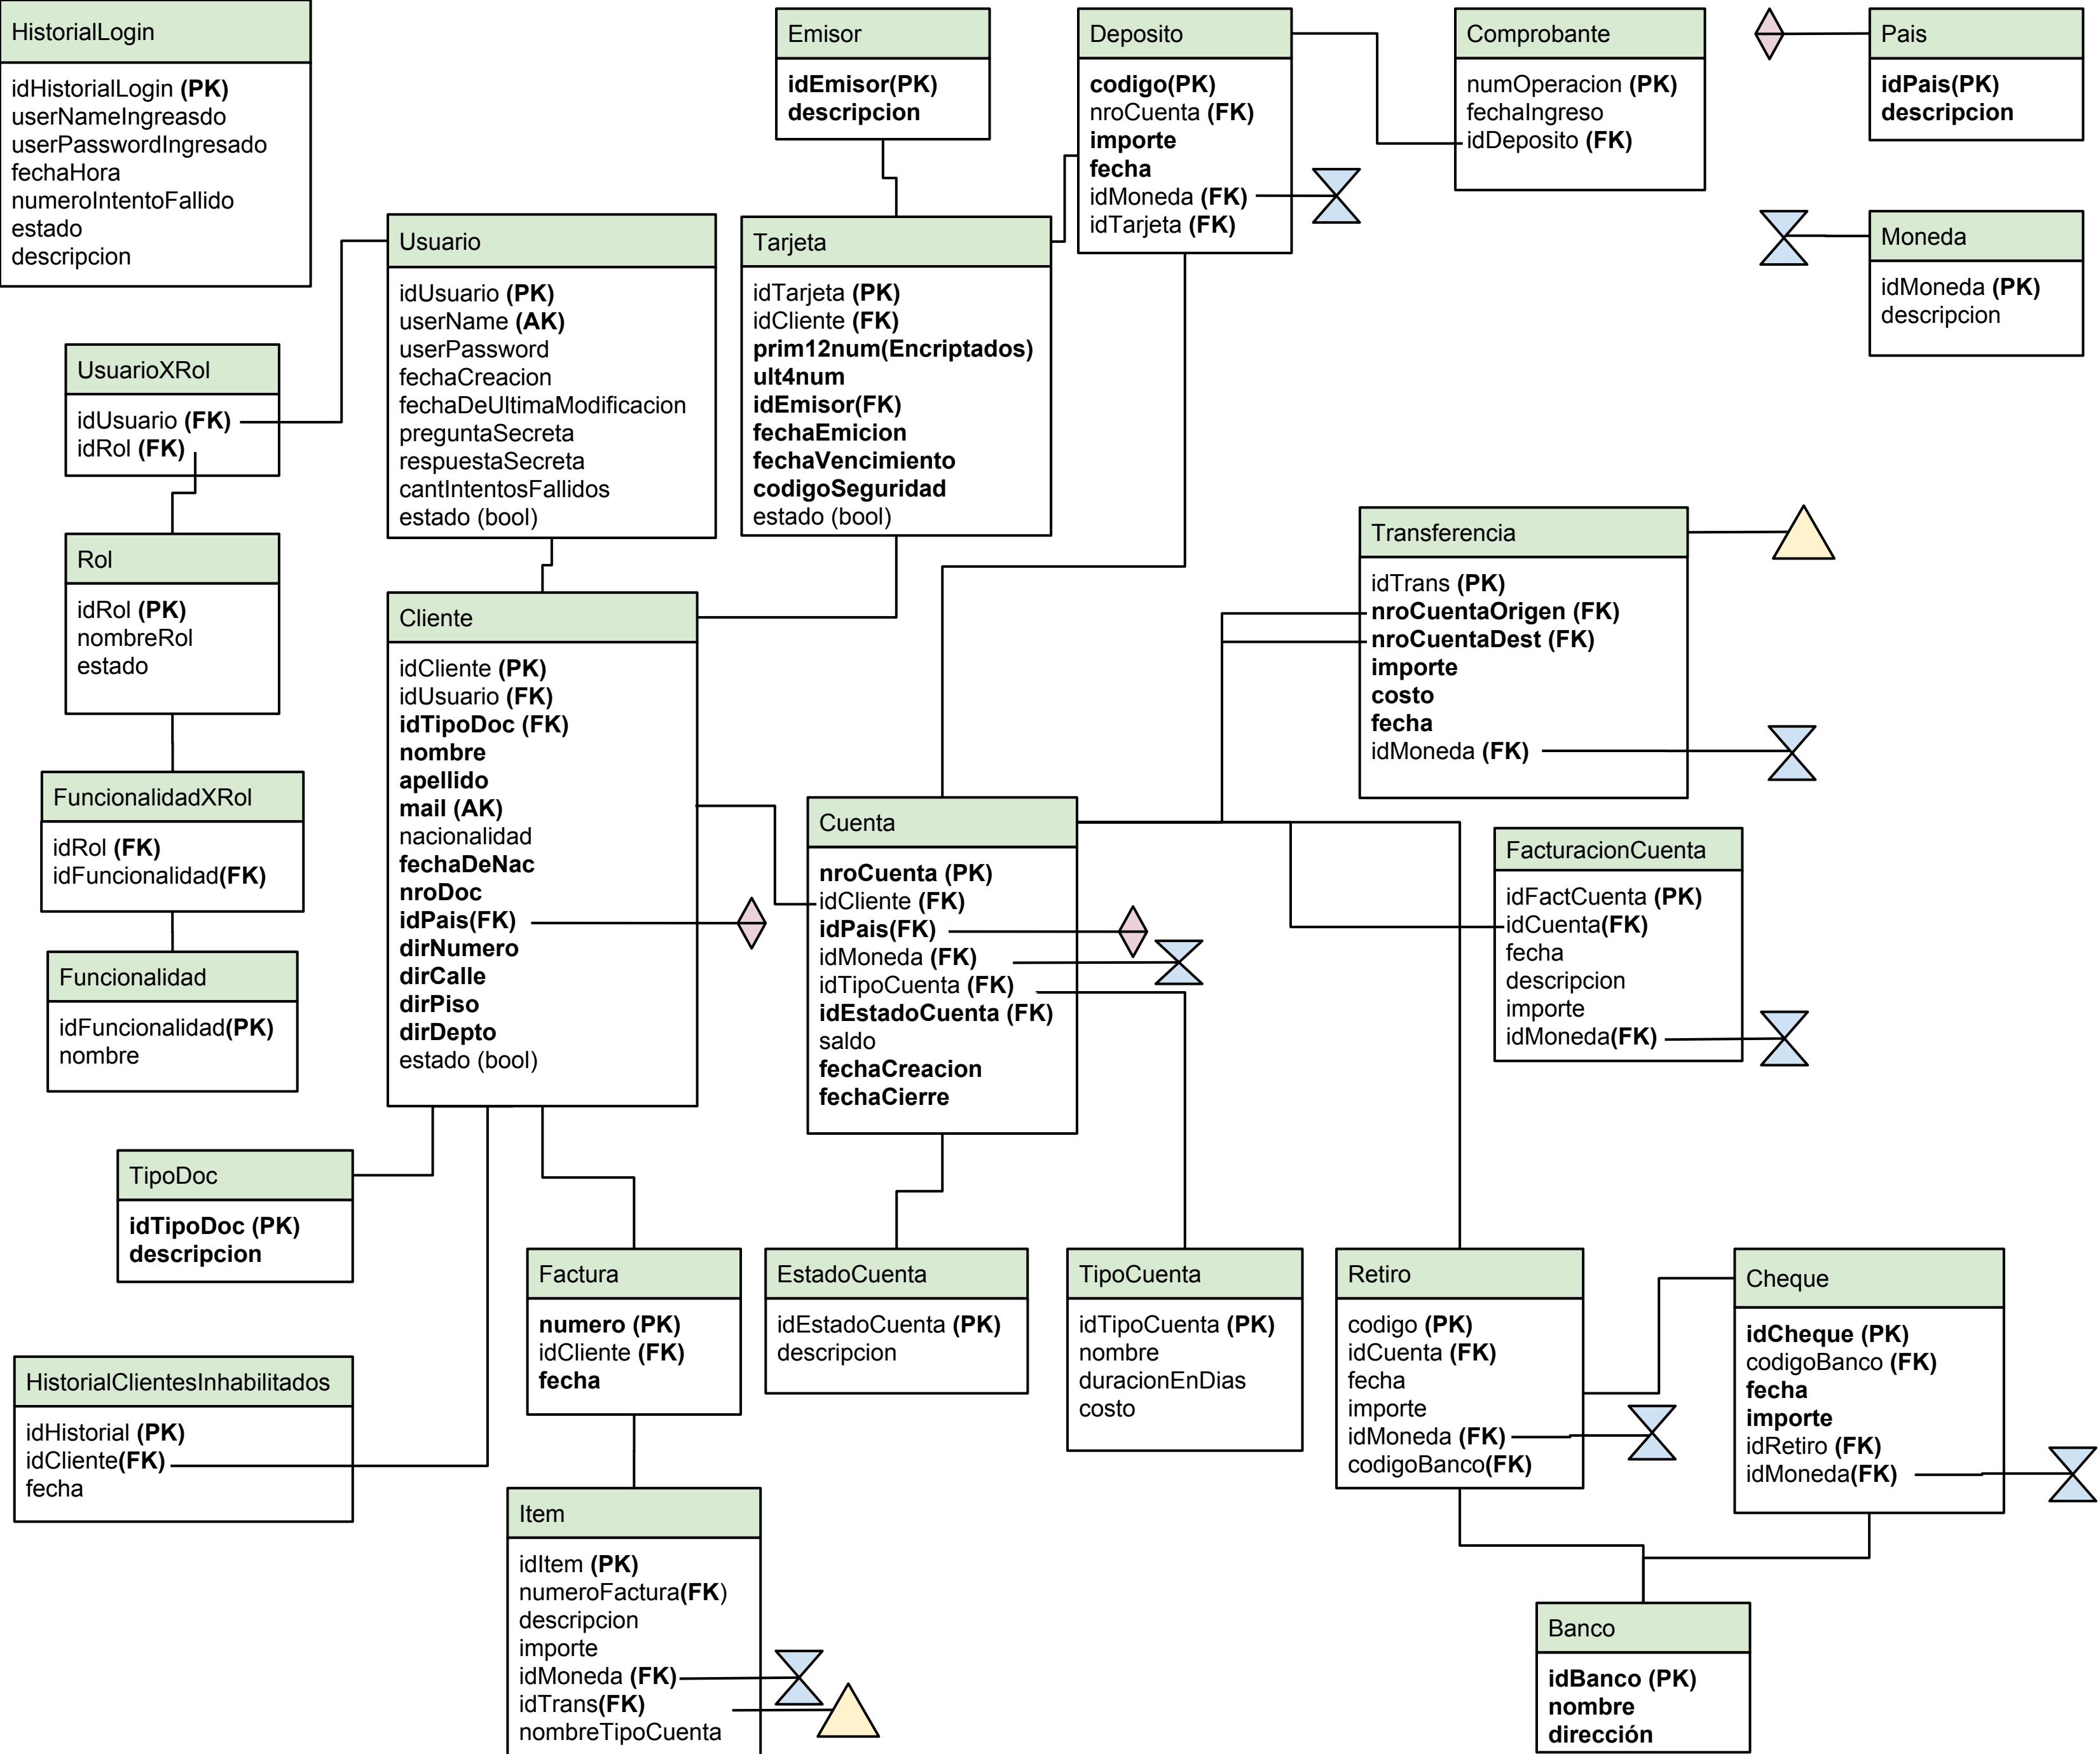 HistorialLogin
idHistorialLogin (PK)
userNameIngreasdo
userPasswordIngresado
fechaHora
numeroIntentoFallido
estado
descripcion
Emisor
idEmisor(PK)
descripcion
Deposito
codigo(PK)
nroCuenta (FK)
importe
fecha
idMoneda (FK)
idTarjeta (FK)
Comprobante
numOperacion (PK)
fechaIngreso
idDeposito (FK)
Pais
idPais(PK)
descripcion
Moneda
idMoneda (PK)
descripcion
Usuario
idUsuario (PK)
userName (AK)
userPassword
fechaCreacion
fechaDeUltimaModificacion
preguntaSecreta
respuestaSecreta
cantIntentosFallidos
estado (bool)
Tarjeta
idTarjeta (PK)
idCliente (FK)
prim12num(Encriptados)
ult4num
idEmisor(FK)
fechaEmicion
fechaVencimiento
codigoSeguridad
estado (bool)
UsuarioXRol
idUsuario (FK)
idRol (FK)
Rol
idRol (PK)
nombreRol
estado
FuncionalidadXRol
idRol (FK)
idFuncionalidad(FK)
Funcionalidad
idFuncionalidad(PK)
nombre
Cliente
idCliente (PK)
idUsuario (FK)
idTipoDoc (FK)
nombre
apellido
mail (AK)
nacionalidad
fechaDeNac
nroDoc
idPais(FK)
dirNumero
dirCalle
dirPiso
dirDepto
estado (bool)
Transferencia
idTrans (PK)
nroCuentaOrigen (FK)
nroCuentaDest (FK)
importe
costo
fecha
idMoneda (FK)
Cuenta
nroCuenta (PK)
idCliente (FK)
idPais(FK)
idMoneda (FK)
idTipoCuenta (FK)
idEstadoCuenta (FK)
saldo
fechaCreacion
fechaCierre
FacturacionCuenta
idFactCuenta (PK)
idCuenta(FK)
fecha
descripcion
importe
idMoneda(FK)
TipoDoc
idTipoDoc (PK)
descripcion
HistorialClientesInhabilitados
idHistorial (PK)
idCliente(FK)
fecha
Factura
numero (PK)
idCliente (FK)
fecha
EstadoCuenta
idEstadoCuenta (PK)
descripcion
TipoCuenta
idTipoCuenta (PK)
nombre
duracionEnDias
costo
Retiro
codigo (PK)
idCuenta (FK)
fecha
importe
idMoneda (FK)
codigoBanco(FK)
Cheque
idCheque (PK)
codigoBanco (FK)
fecha
importe
idRetiro (FK)
idMoneda(FK)
Item
idItem (PK)
numeroFactura(FK)
descripcion
importe
idMoneda (FK)
idTrans(FK)
nombreTipoCuenta
Banco
idBanco (PK)
nombre
dirección